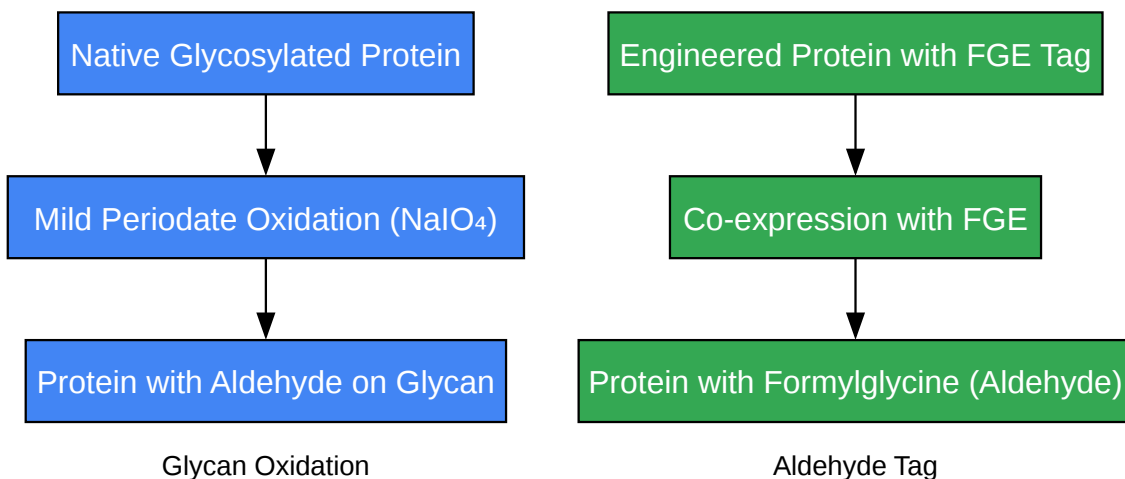 Native Glycosylated Protein
Mild Periodate Oxidation (NaIO₄)
Protein with Aldehyde on Glycan
Glycan Oxidation
Engineered Protein with FGE Tag
Co-expression with FGE
Protein with Formylglycine (Aldehyde)
Aldehyde Tag